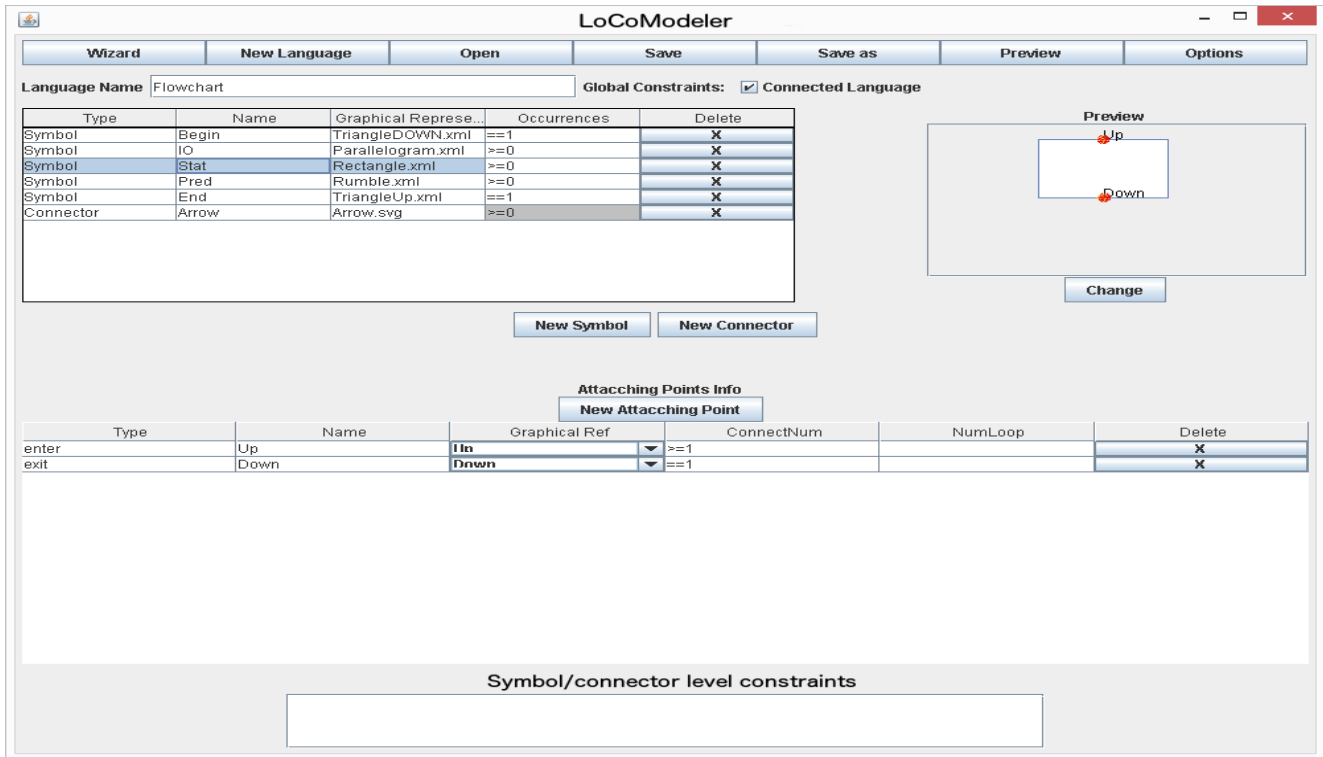 LoCoModeler
Wizard New Language Open Save Save as Preview Options
Language Name Flowchart Global Constraints: Connected Language
Type Name Graphical Represe... Occurrences Delete
Symbol Begin TriangleDOWN.xml ==1 X
Symbol IO Parallelogram.xml >=0 X
Symbol Stat Rectangle.xml >=0 X
Symbol Pred Rumble.xml >=0 X
Symbol End TriangleUp.xml ==1 X
Connector Arrow Arrow.svg >=0 X
Preview
Up
Down
Change
New Symbol New Connector
Attacching Points Info
New Attacching Point
Type Name Graphical Ref ConnectNum NumLoop Delete
enter Up Up >=1 X
exit Down Down ==1 X
Symbol/connector level constraints